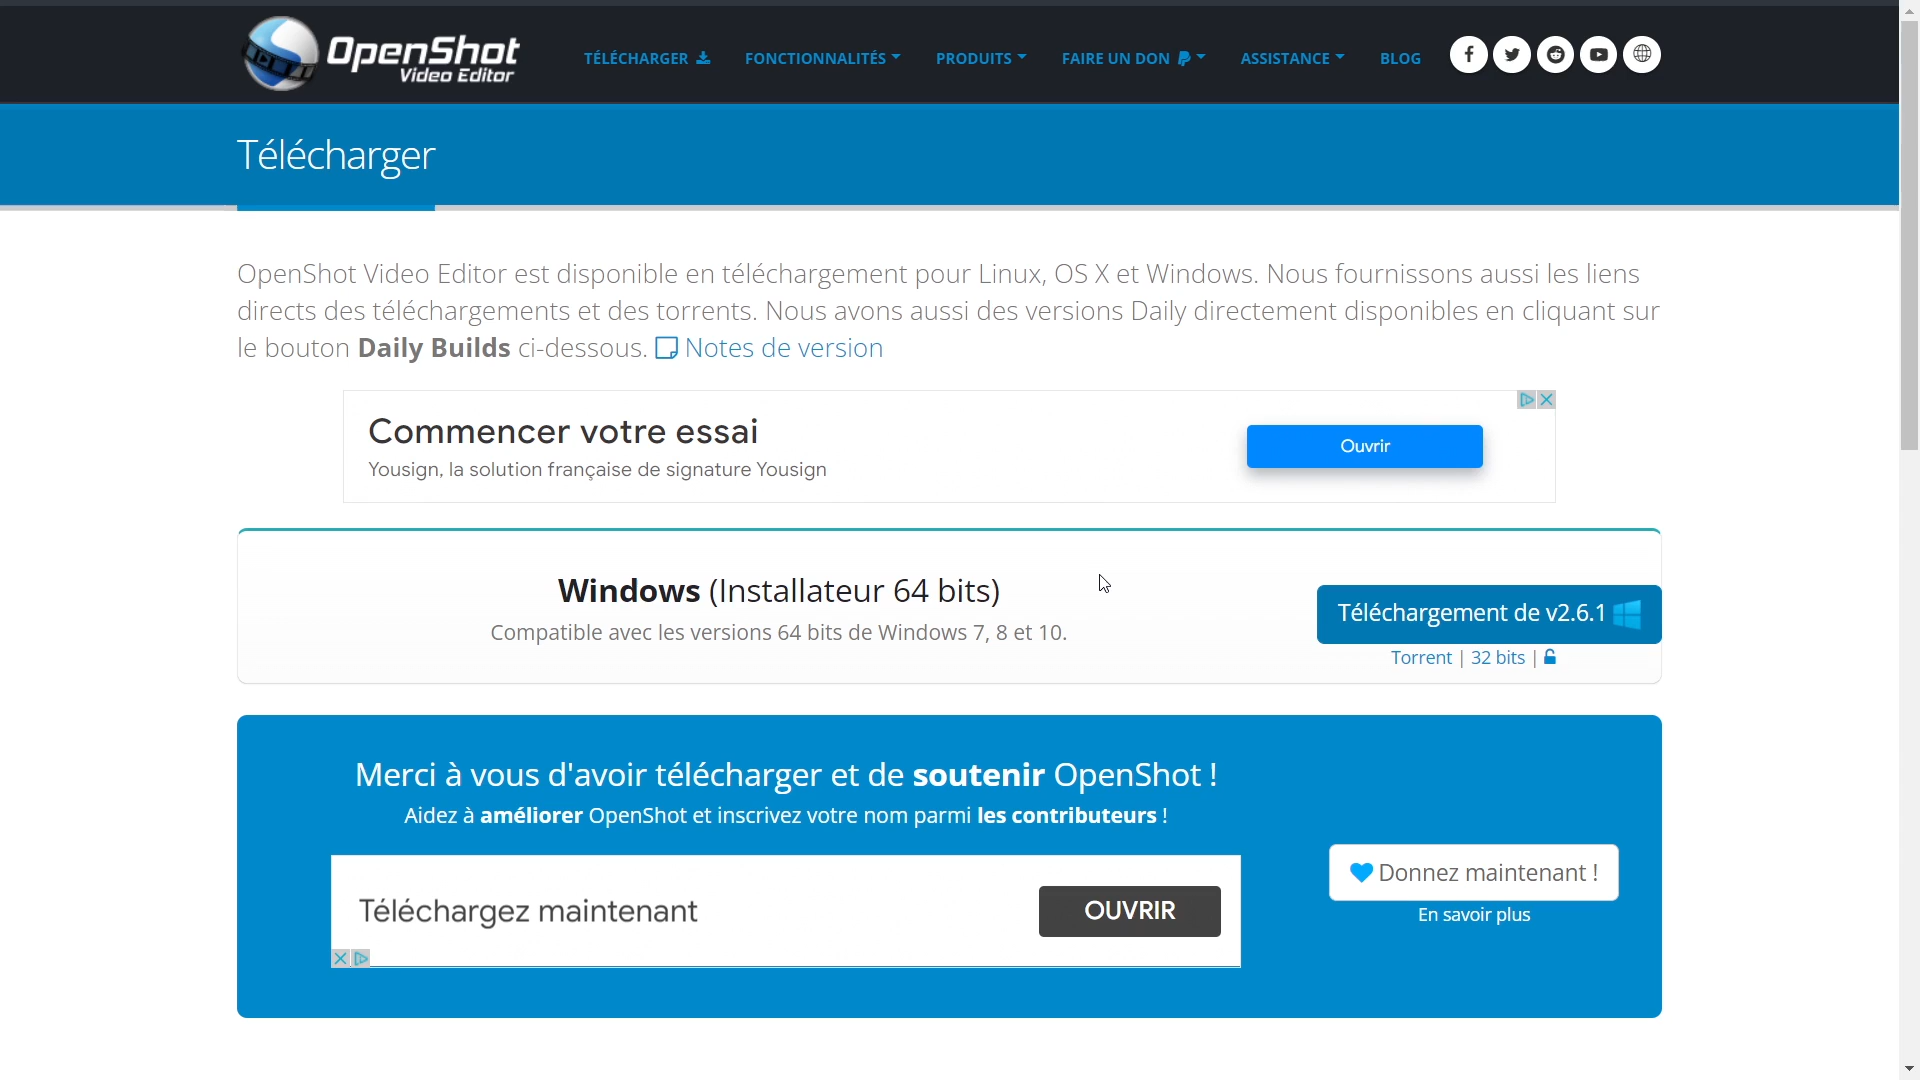 OpenShot
Video Editor
TÉLÉCHARGER
FONCTIONNALITÉS
PRODUITS
FAIRE UN DON
ASSISTANCE
BLOG
Télécharger
OpenShot Video Editor est disponible en téléchargement pour Linux, OS X et Windows. Nous fournissons aussi les liens
directs des téléchargements et des torrents. Nous avons aussi des versions Daily directement disponibles en cliquant sur
le bouton Daily Builds ci-dessous. Notes de version
Commencer votre essai
Yousign, la solution française de signature Yousign
Ouvrir
Windows (Installateur 64 bits)
Compatible avec les versions 64 bits de Windows 7, 8 et 10.
Téléchargement de v2.6.1
Torrent | 32 bits |
Merci à vous d'avoir télécharger et de soutenir OpenShot !
Aidez à améliorer OpenShot et inscrivez votre nom parmi les contributeurs !
Téléchargez maintenant
OUVRIR
Donnez maintenant !
En savoir plus